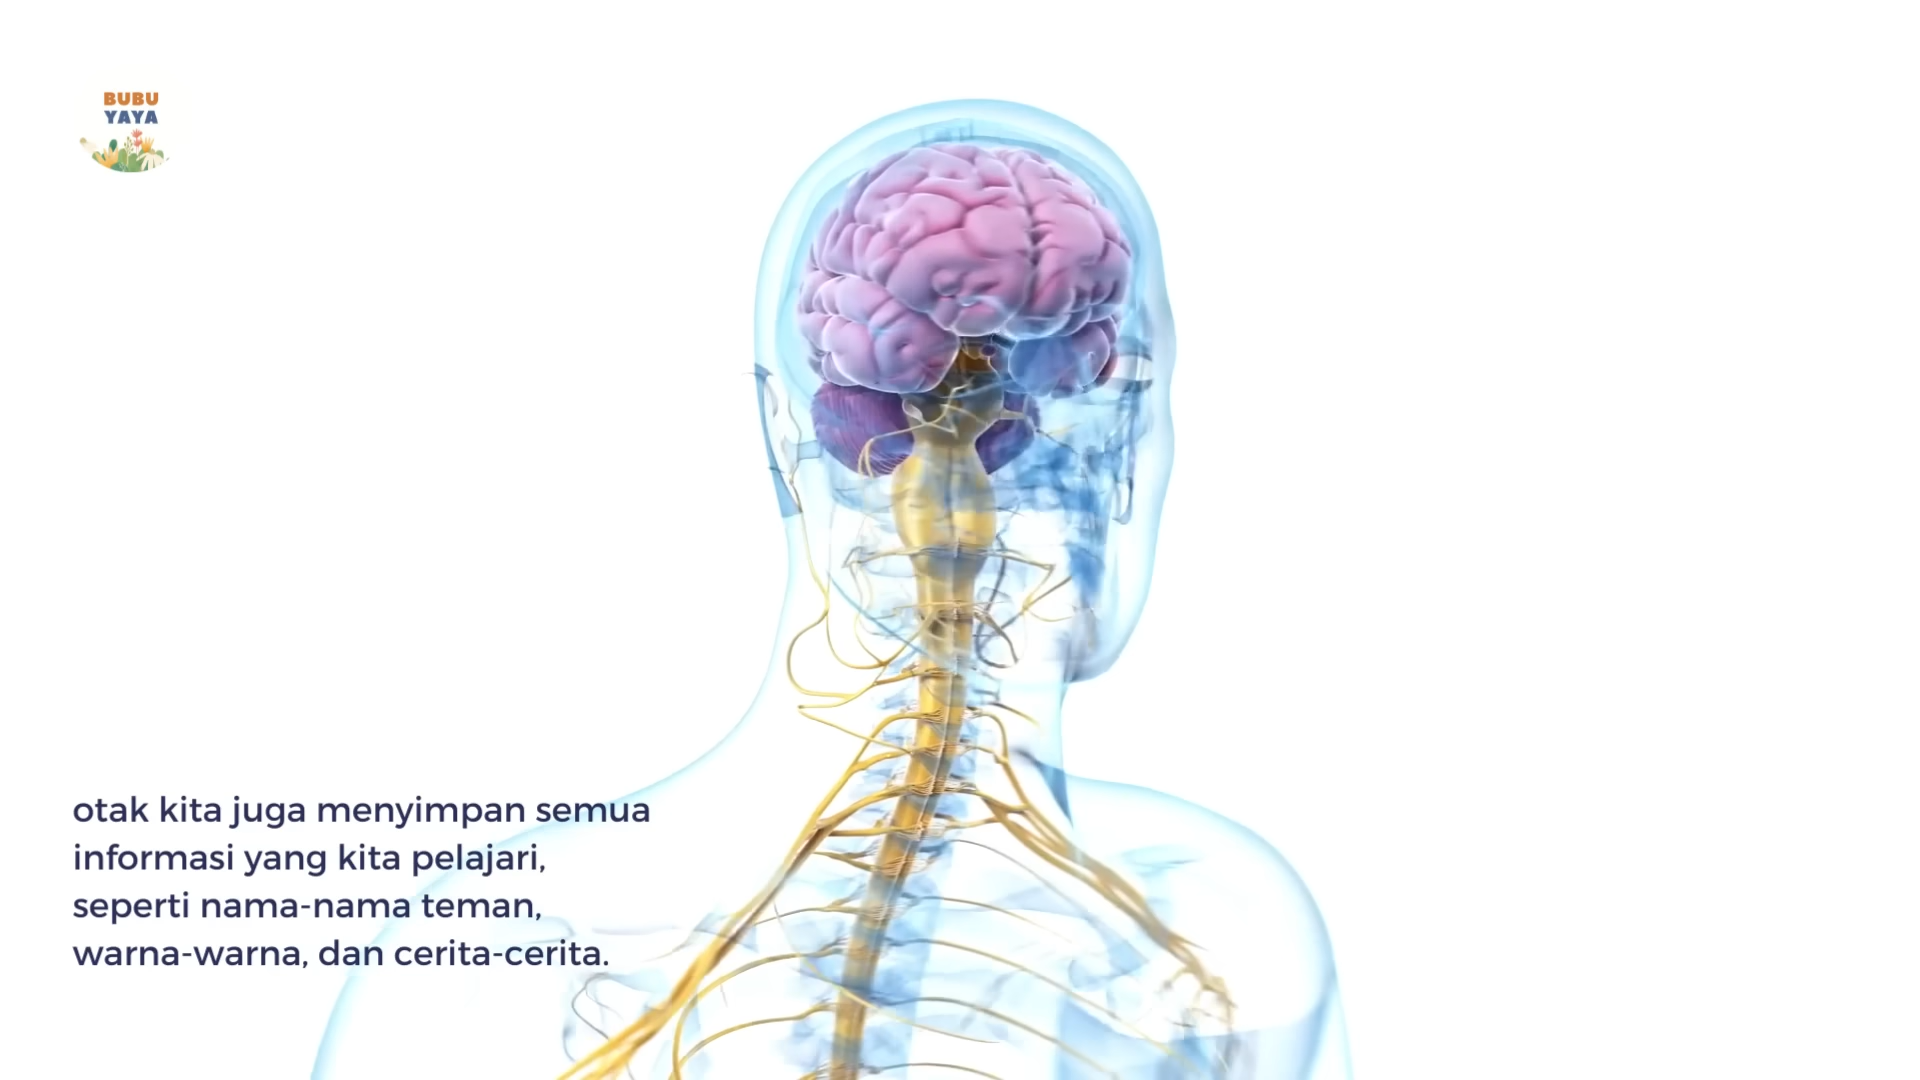 BUBU
YAYA
otak kita juga menyimpan semua
informasi yang kita pelajari,
seperti nama-nama teman,
warna-warna, dan cerita-cerita.